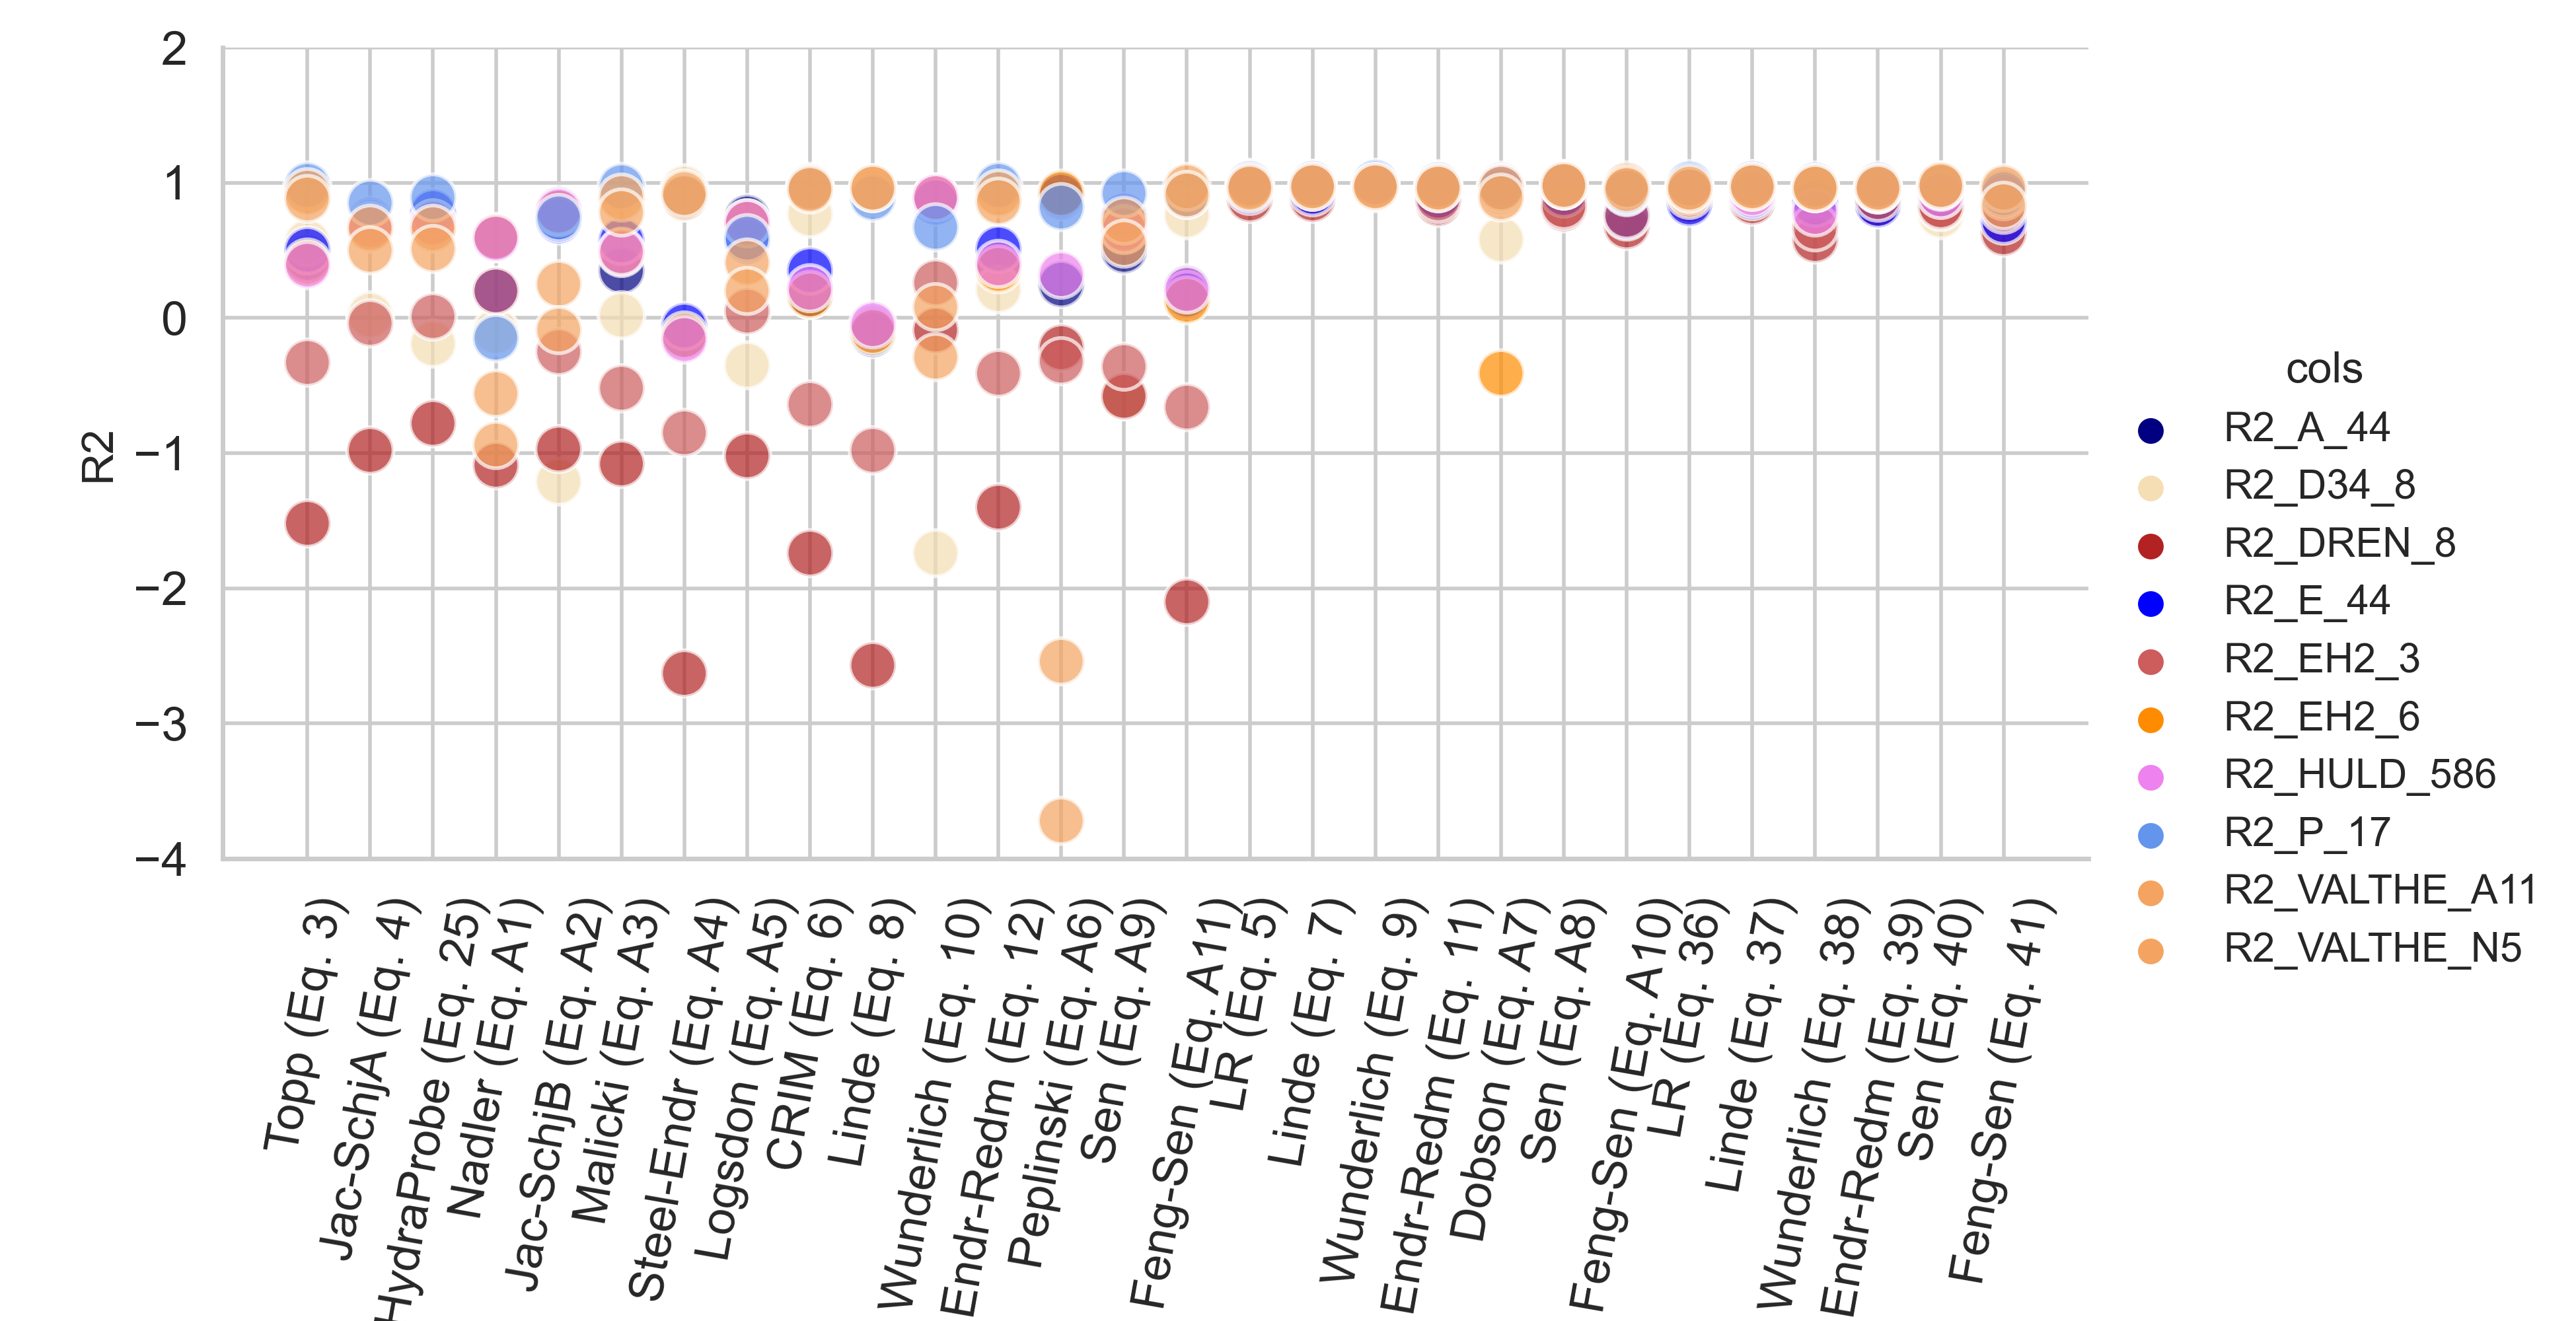 R2
2
1
0
−1
−2
−3
−4
Topp (Eq. 3)
Jac-SchjA (Eq. 4)
HydraProbe (Eq. 25)
Nadler (Eq. A1)
Jac-SchjB (Eq. A2)
Malicki (Eq. A3)
Steel-Endr (Eq. A4)
Logsdon (Eq. A5)
CRIM (Eq. 6)
Linde (Eq. 8)
Wunderlich (Eq. 10)
Endr-Redm (Eq. 12)
Peplinski (Eq. A6)
Sen (Eq. A9)
Feng-Sen (Eq. A11)
LR (Eq. 5)
Linde (Eq. 7)
Wunderlich (Eq. 9)
Endr-Redm (Eq. 11)
Dobson (Eq. A7)
Sen (Eq. A8)
Feng-Sen (Eq. A10)
LR (Eq. 36)
Linde (Eq. 37)
Wunderlich (Eq. 38)
Endr-Redm (Eq. 39)
Sen (Eq. 40)
Feng-Sen (Eq. 41)
cols
R2_A_44
R2_D34_8
R2_DREN_8
R2_E_44
R2_EH2_3
R2_EH2_6
R2_HULD_586
R2_P_17
R2_VALTHE_A11
R2_VALTHE_N5